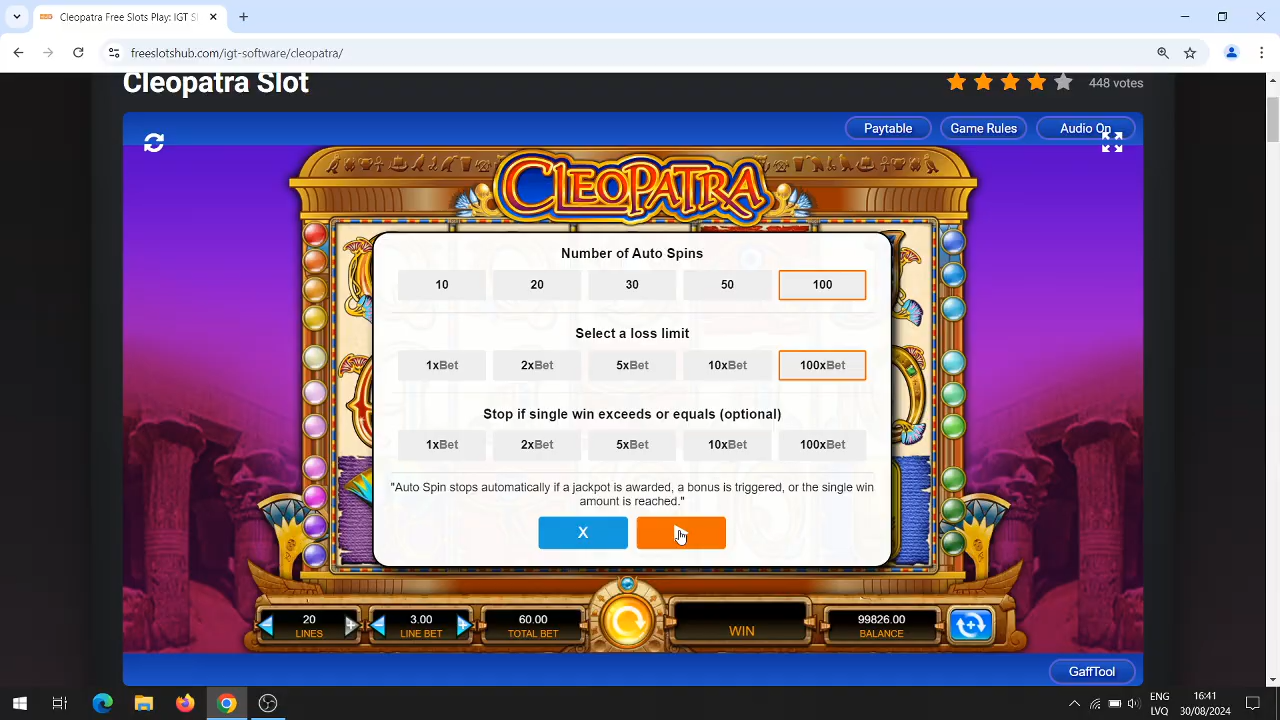 Cleopatra Free Slots Play: IGT Sl
freeslotshub.com/igt-software/cleopatra/
Cleopatra Slot
448 votes
Paytable
Game Rules
Audio On
CLEOPATRA
Number of Auto Spins
10 20 30 50 100
Select a loss limit
1xBet 2xBet 5xBet 10xBet 100xBet
Stop if single win exceeds or equals (optional)
1xBet 2xBet 5xBet 10xBet 100xBet
"Auto Spin stops automatically if a jackpot is awarded, a bonus is triggered, or the single win
amount is reached."
X
20 3.00 60.00 99826.00
LINES LINE BET TOTAL BET WIN BALANCE
GaffTool
ENG 16:41
LVQ 30/08/2024